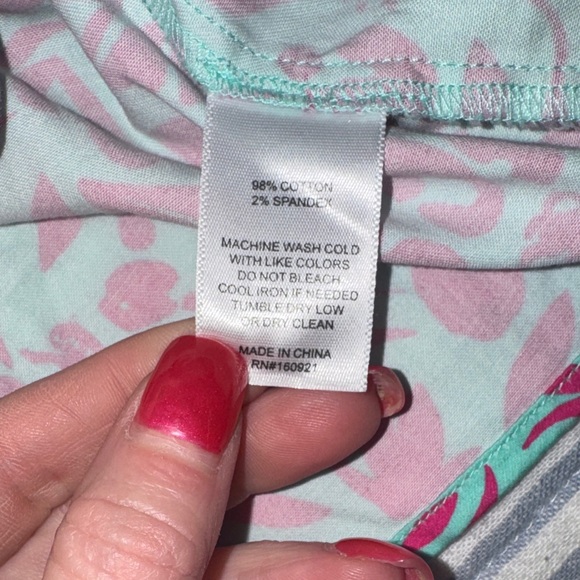 98% COTTON
2% SPANDEX
MACHINE WASH COLD
WITH LIKE COLORS
DO NOT BLEACH
COOL IRON IF NEEDED
TUMBLE DRY LOW
OR DRY CLEAN
MADE IN CHINA
RN#160921